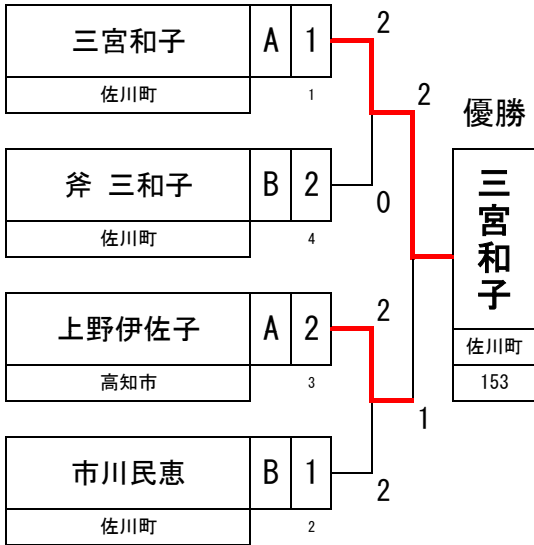 三宮和子 A 1 2
佐川町 1
2
優勝
斧 三和子 B 2 0
佐川町 4
三宮和子
佐川町
153
上野伊佐子 A 2 2
高知市 3
1
市川民恵 B 1 2
佐川町 2